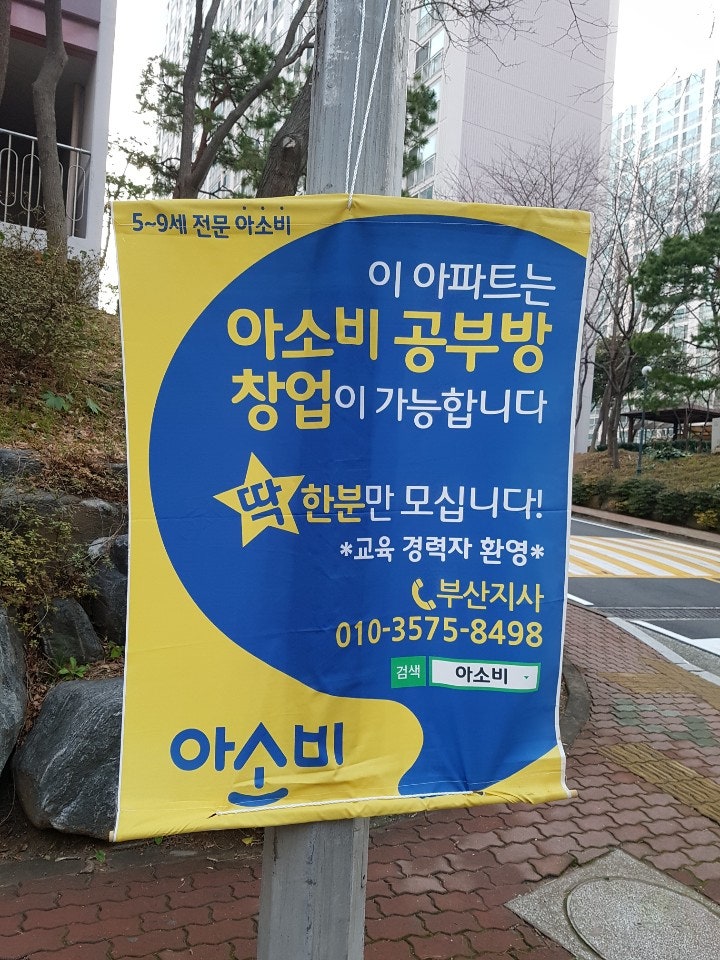 5~9세 전문 아소비
이 아파트는
아소비 공부방
창업이 가능합니다
딱 한분만 모십니다!
*교육 경력자 환영*
부산지사
010-3575-8498
검색 아소비
아소비